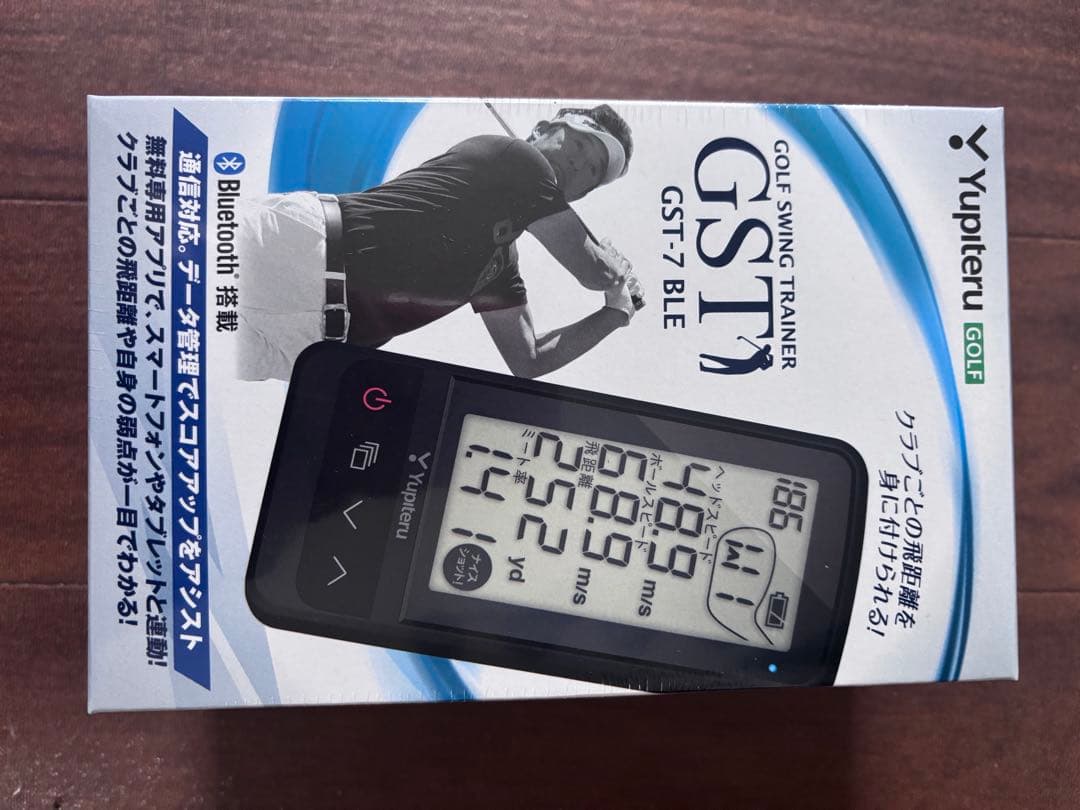 Yupiteru GOLF
クラブごとの飛距離を
身に付けられる!
GOLF SWING TRAINER
GST
GST-7 BLE
186
1W
ヘッドスピード
48.9 m/s
ボールスピード
68.9 m/s
飛距離
252 yd
ミート率
1.41
ナイス
ショット!
Yupiteru
Bluetooth® 搭載
通信対応。データ管理でスコアアップをアシスト
無料専用アプリで、スマートフォンやタブレットと連動!
クラブごとの飛距離や自身の弱点が一目でわかる!